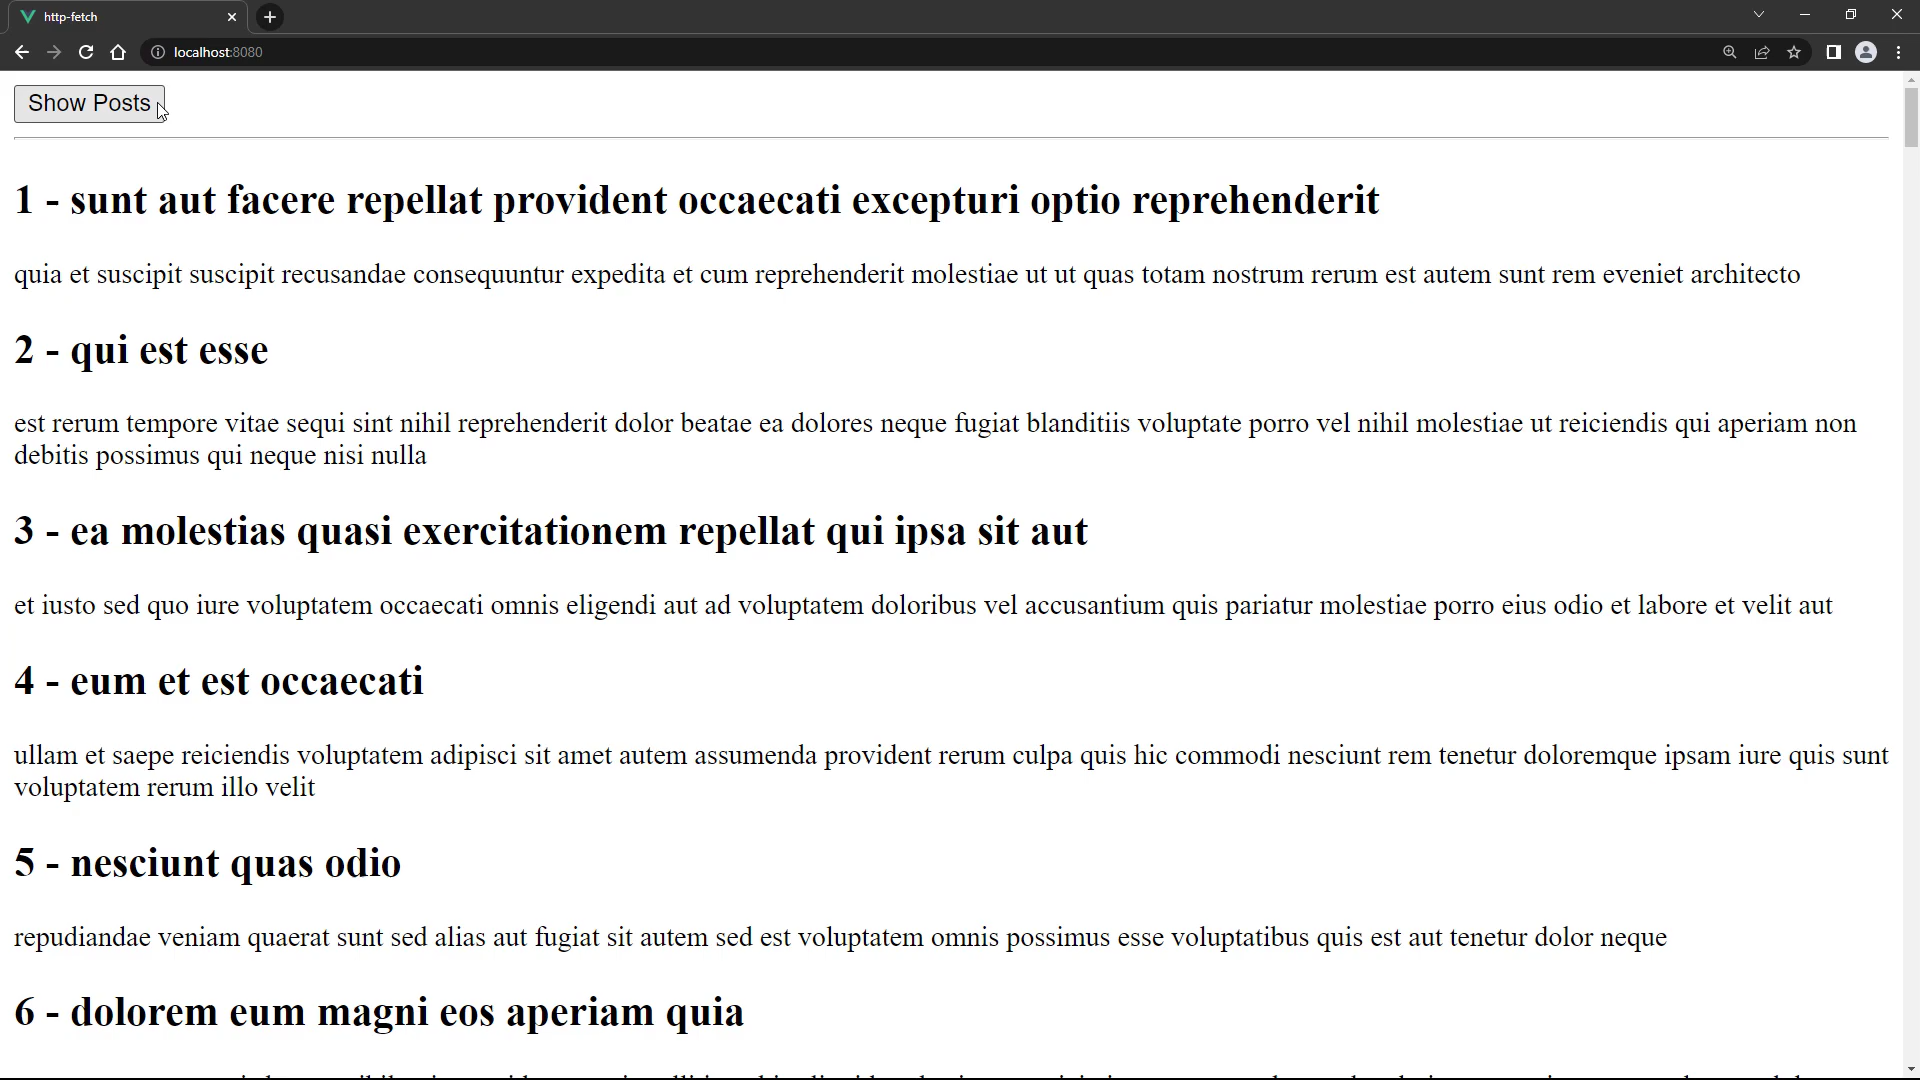 http-fetch
localhost:8080
Show Posts
1 - sunt aut facere repellat provident occaecati excepturi optio reprehenderit
quia et suscipit suscipit recusandae consequuntur expedita et cum reprehenderit molestiae ut ut quas totam nostrum rerum est autem sunt rem eveniet architecto
2 - qui est esse
est rerum tempore vitae sequi sint nihil reprehenderit dolor beatae ea dolores neque fugiat blanditiis voluptate porro vel nihil molestiae ut reiciendis qui aperiam non
debitis possimus qui neque nisi nulla
3 - ea molestias quasi exercitationem repellat qui ipsa sit aut
et iusto sed quo iure voluptatem occaecati omnis eligendi aut ad voluptatem doloribus vel accusantium quis pariatur molestiae porro eius odio et labore et velit aut
4 - eum et est occaecati
ullam et saepe reiciendis voluptatem adipisci sit amet autem assumenda provident rerum culpa quis hic commodi nesciunt rem tenetur doloremque ipsam iure quis sunt
voluptatem rerum illo velit
5 - nesciunt quas odio
repudiandae veniam quaerat sunt sed alias aut fugiat sit autem sed est voluptatem omnis possimus esse voluptatibus quis est aut tenetur dolor neque
6 - dolorem eum magni eos aperiam quia